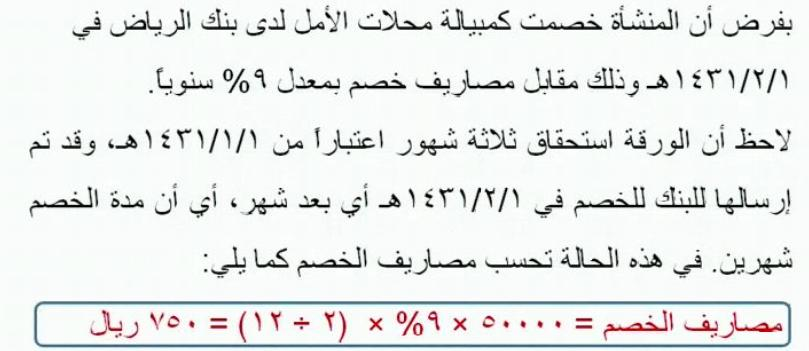 بفرض أن المنشأة خصمت كمبيالة محلات الأمل لدى بنك الرياض في
١٤٣١/٢/١هـ وذلك مقابل مصاريف خصم بمعدل ٩% سنوياً.
لاحظ أن الورقة استحقاق ثلاثة شهور اعتباراً من ١٤٣١/١/١هـ، وقد تم
إرسالها للبنك للخصم في ١٤٣١/٢/١هـ أي بعد شهر، أي أن مدة الخصم
شهرين. في هذه الحالة تحسب مصاريف الخصم كما يلي:
مصاريف الخصم = ٥٠٠٠٠ × ٩% × (٢ ÷ ١٢) = ٧٥٠ ريال